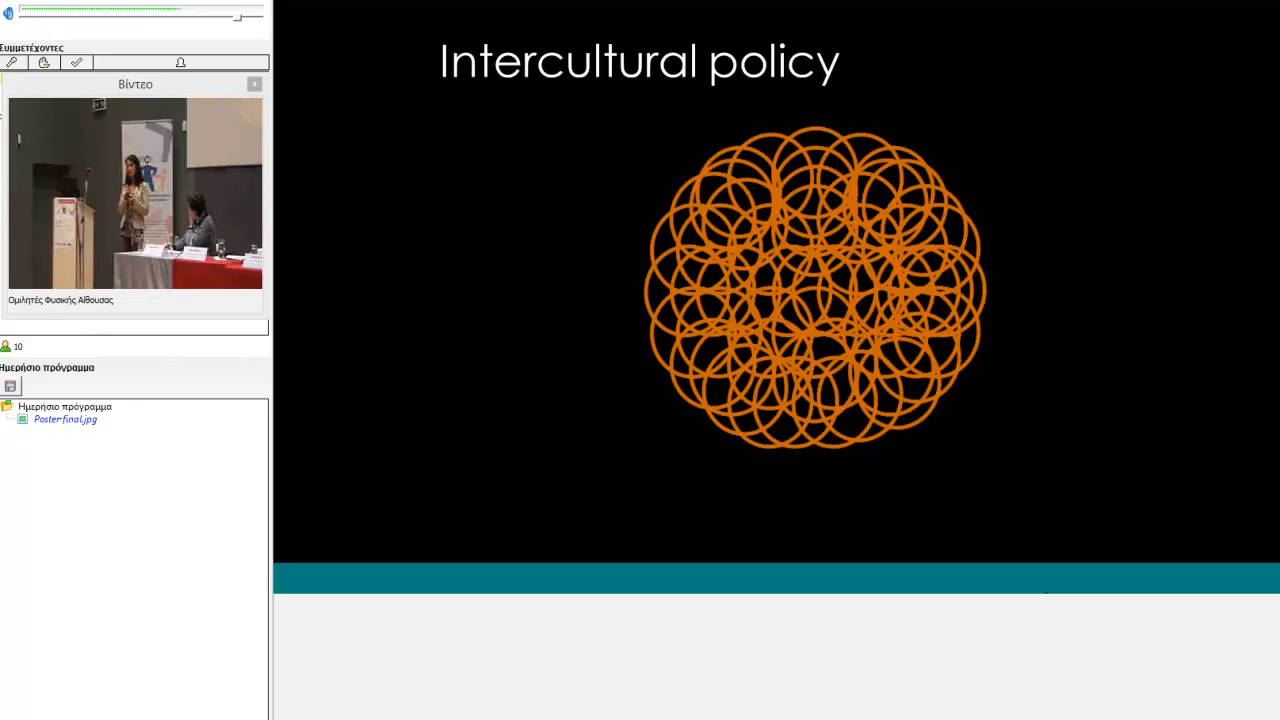 Συμμετέχοντες
Βίντεο
Ομιλητές Φυσικής Αίθουσας
10
Ημερήσιο πρόγραμμα
Ημερήσιο πρόγραμμα
Poster-final.jpg
Intercultural policy